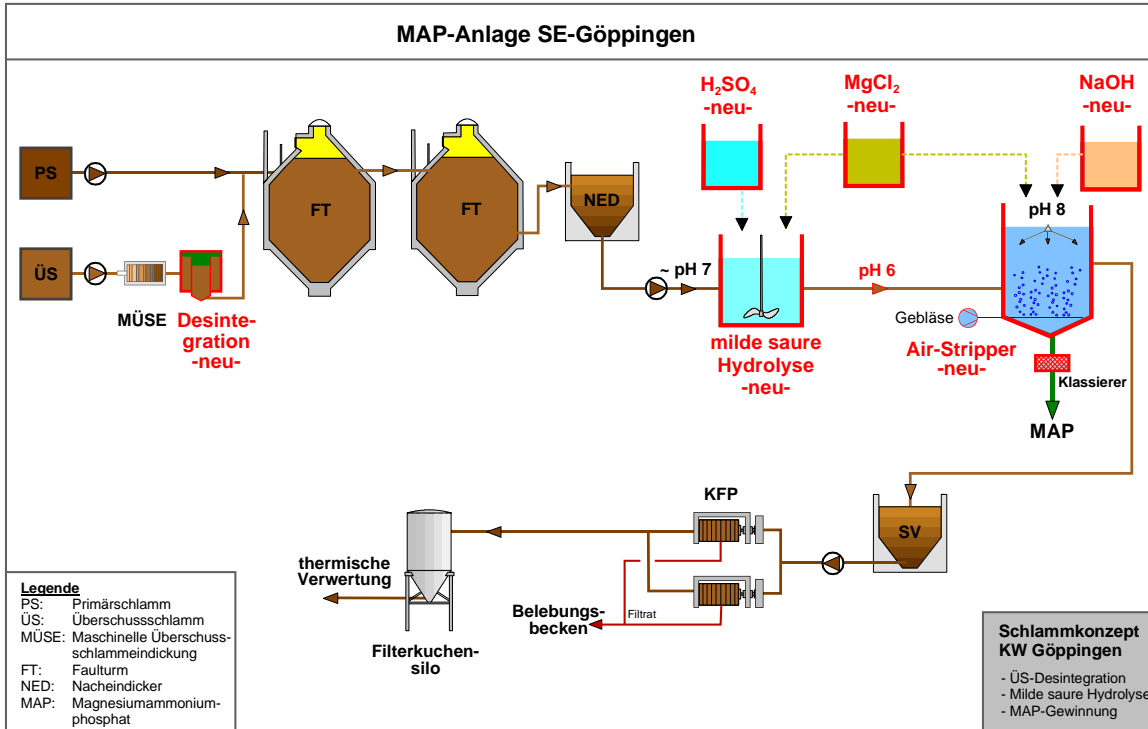 MAP-Anlage SE-Göppingen
H₂SO₄
-neu-
MgCl₂
-neu-
NaOH
-neu-
PS
FT
FT
NED
pH 8
ÜS
MÜSE
Desinte-
gration
-neu-
~ pH 7
pH 6
milde saure
Hydrolyse
-neu-
Gebläse
Air-Stripper
-neu-
Klassierer
MAP
KFP
SV
thermische
Verwertung
Filterkuchen-
silo
Belebungs-
becken
Filtrat
Legende
PS: Primärschlamm
ÜS: Überschussschlamm
MÜSE: Maschinelle Überschuss-
schlammeindickung
FT: Faulturm
NED: Nacheindicker
MAP: Magnesiumammonium-
phosphat
Schlammkonzept
KW Göppingen
- ÜS-Desintegration
- Milde saure Hydrolyse
- MAP-Gewinnung